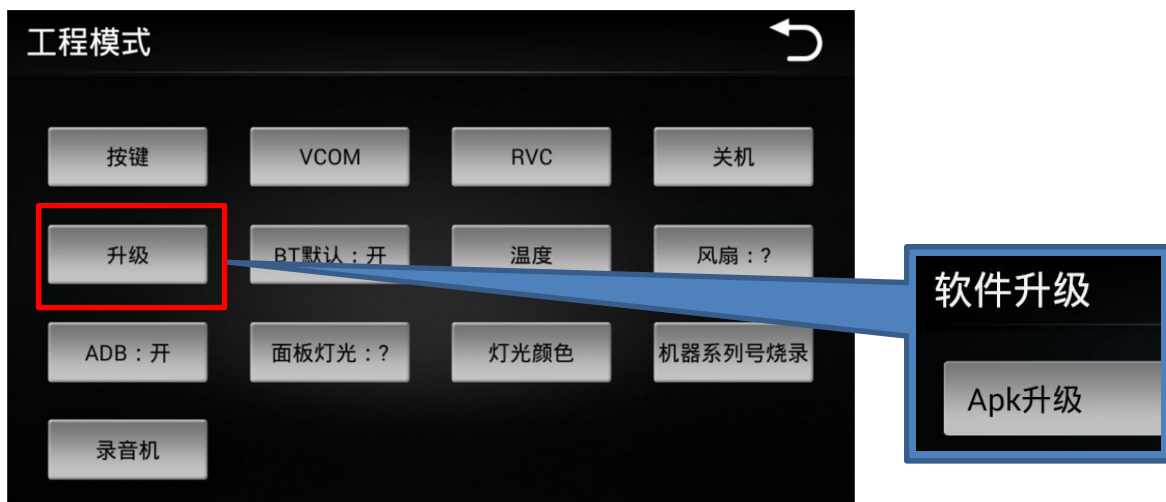 工程模式
按键
VCOM
RVC
关机
升级
BT默认：开
温度
风扇：?
ADB：开
面板灯光：?
灯光颜色
机器系列号烧录
录音机
软件升级
Apk升级